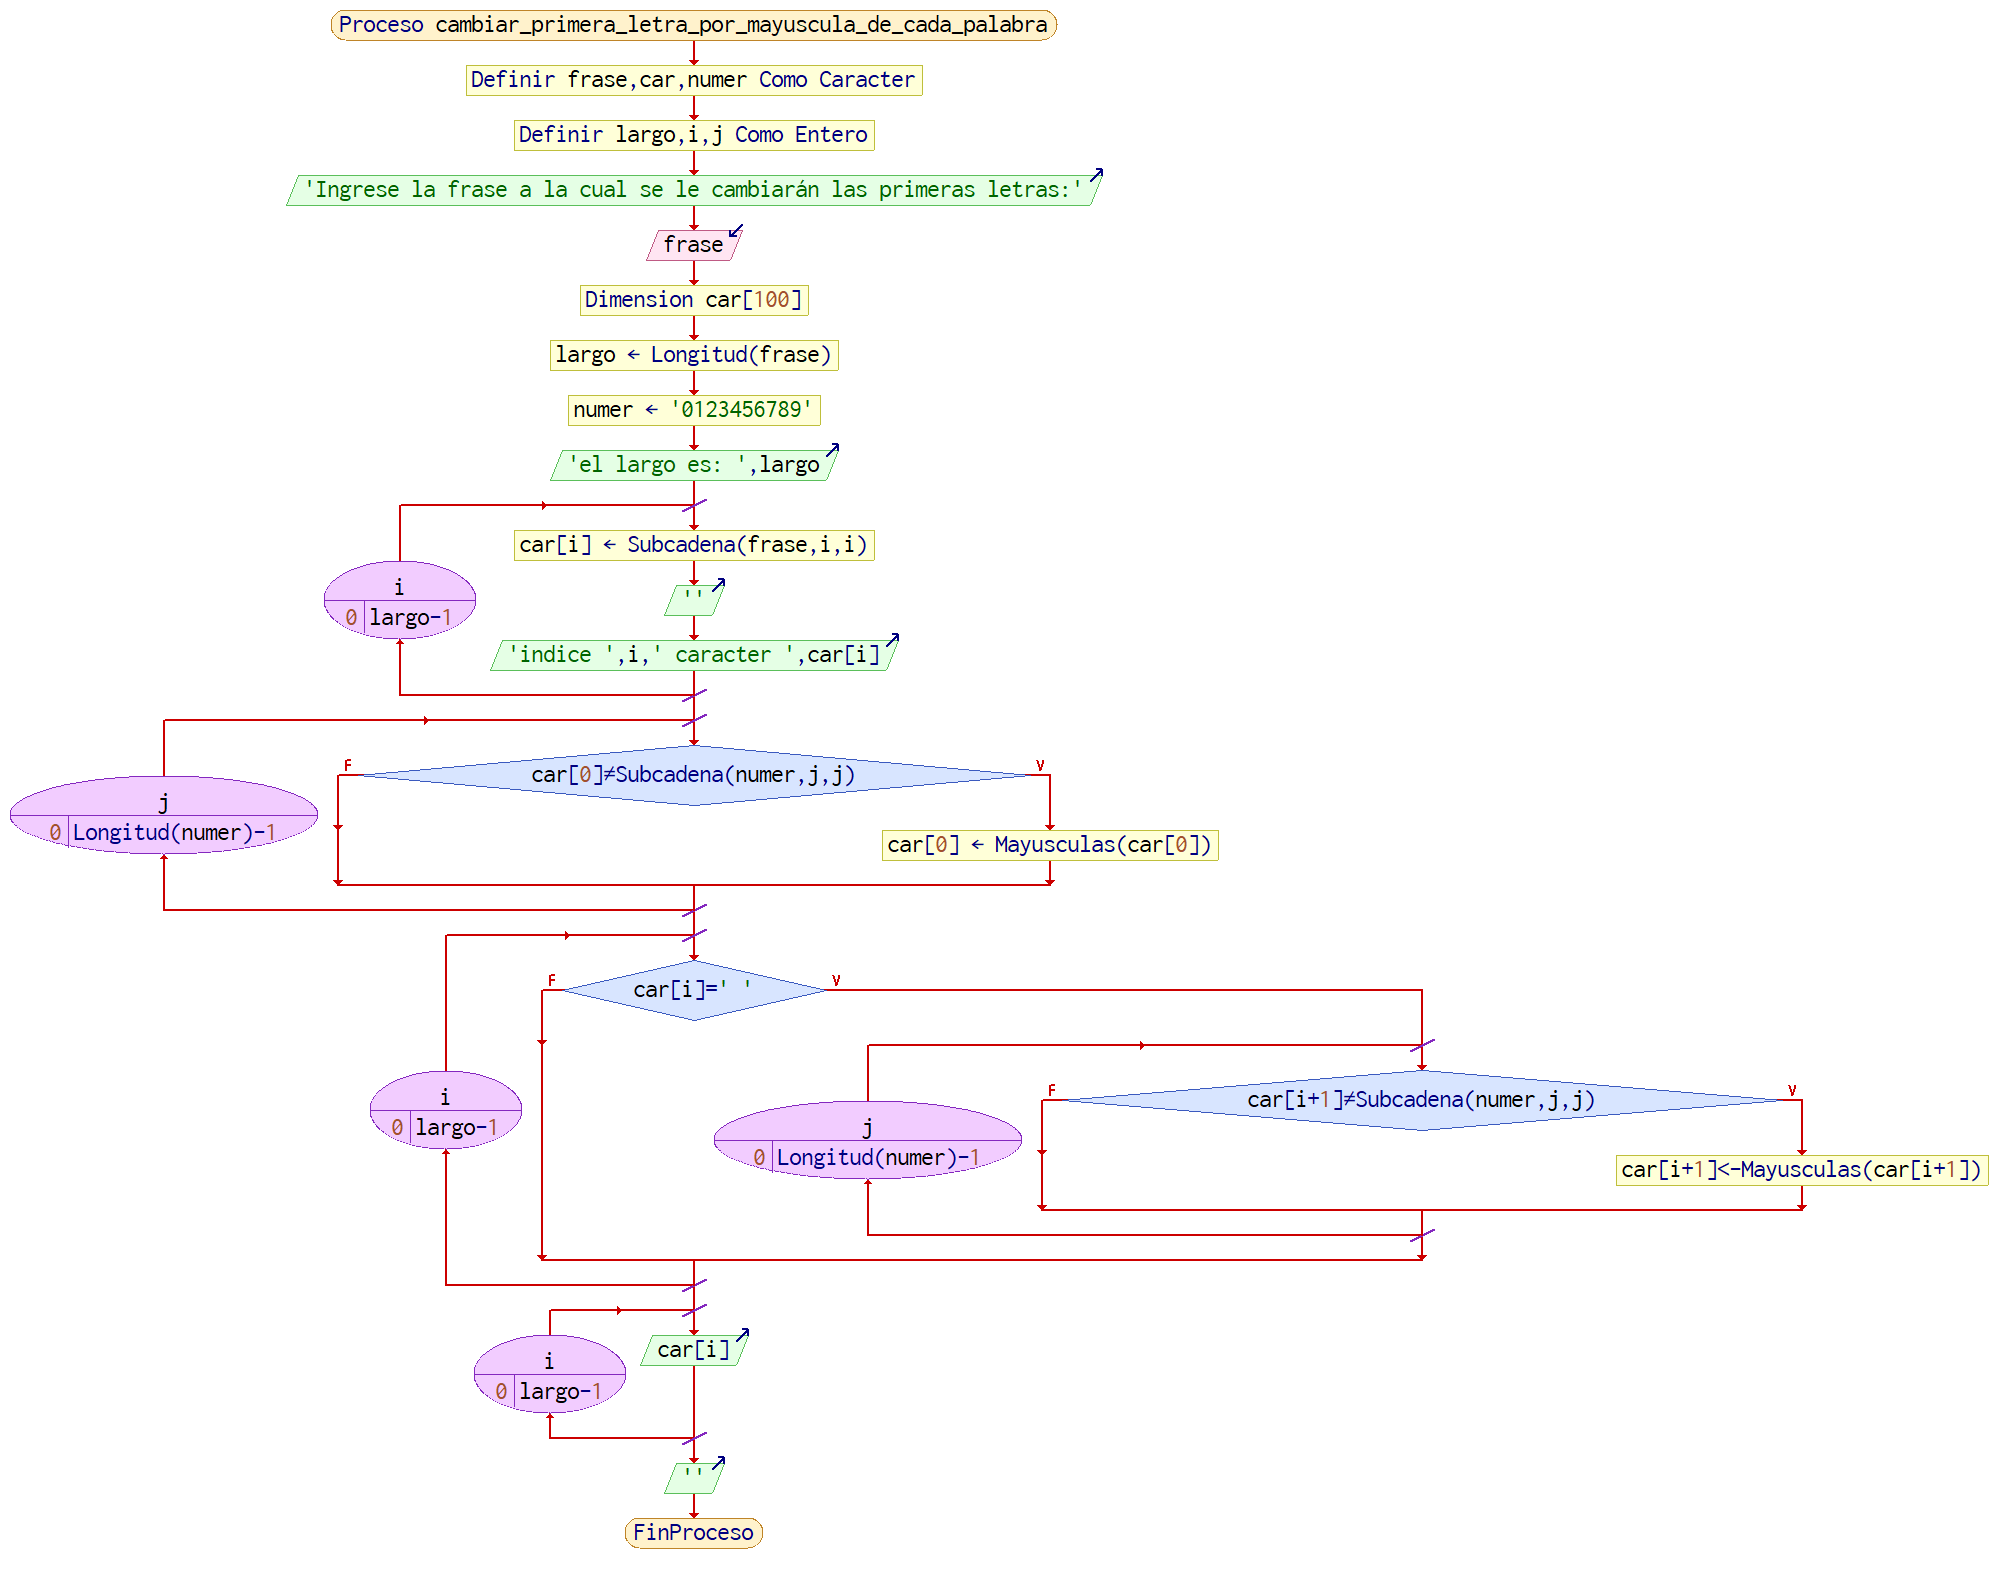 Proceso cambiar_primera_letra_por_mayuscula_de_cada_palabra
Definir frase,car,numer Como Caracter
Definir largo,i,j Como Entero
'Ingrese la frase a la cual se le cambiarán las primeras letras:'
frase
Dimension car[100]
largo ← Longitud(frase)
numer ← '0123456789'
'el largo es: ',largo
car[i] ← Subcadena(frase,i,i)
i
0 largo-1
''
'indice ',i,' caracter ',car[i]
F
car[0]≠Subcadena(numer,j,j)
V
j
0 Longitud(numer)-1
car[0] ← Mayusculas(car[0])
F
car[i]=' '
V
i
0 largo-1
j
0 Longitud(numer)-1
F
car[i+1]≠Subcadena(numer,j,j)
V
car[i+1]<-Mayusculas(car[i+1])
car[i]
i
0 largo-1
''
FinProceso